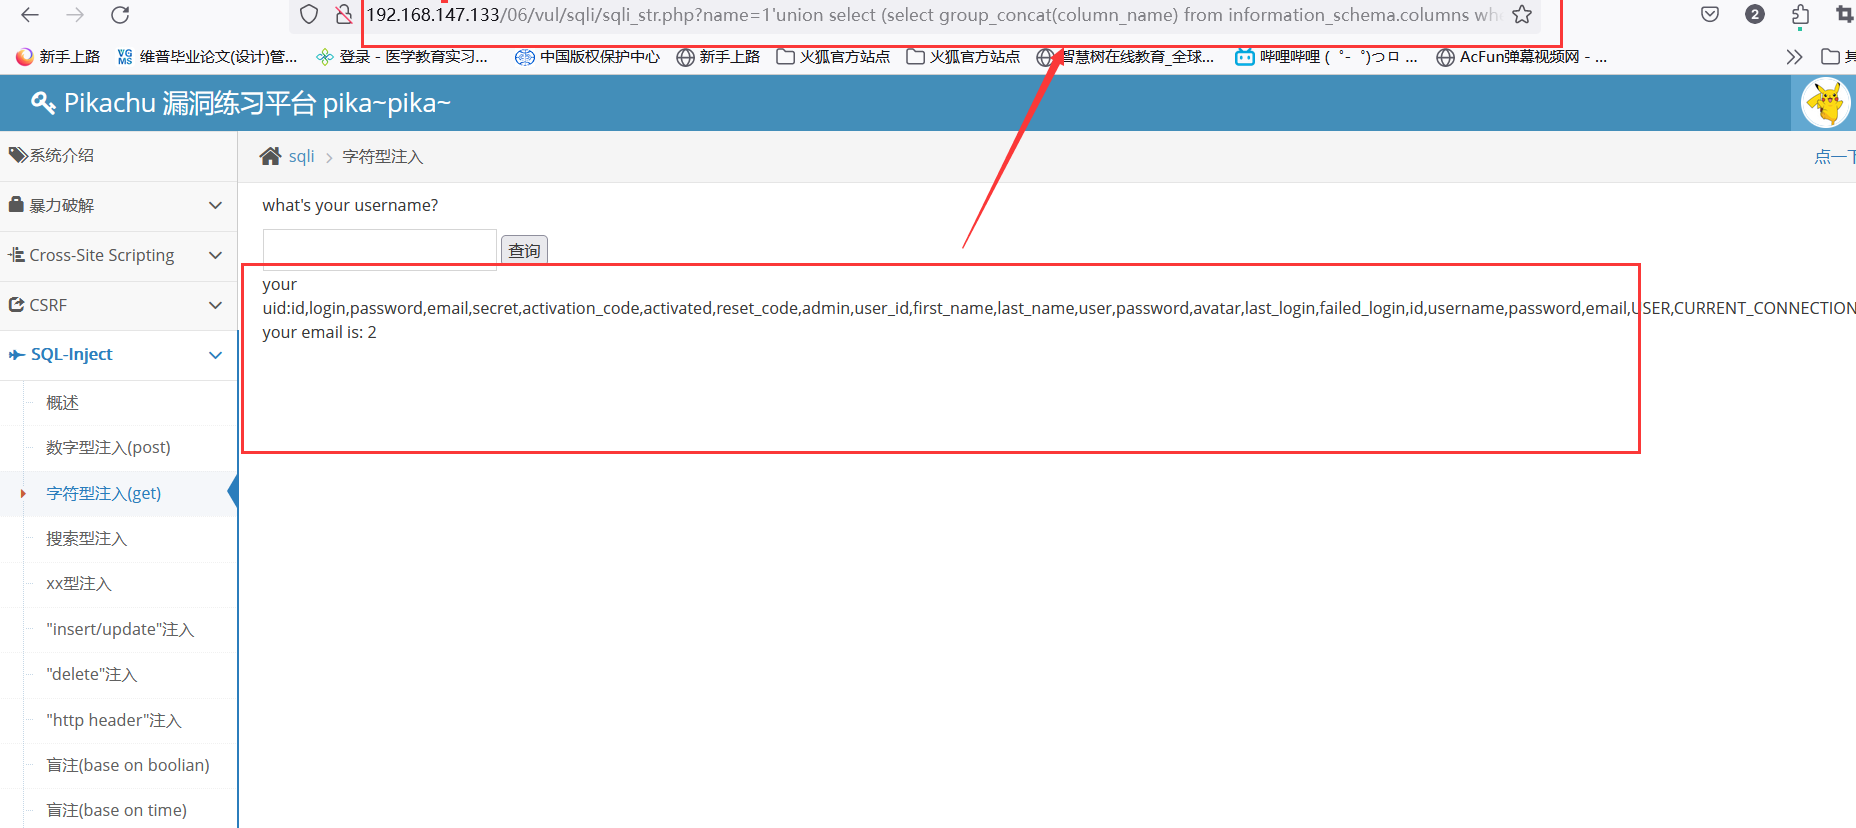 192.168.147.133/06/vul/sqli/sqli_str.php?name=1'union select (select group_concat(column_name) from information_schema.columns whe
2
新手上路
VG MS 维普毕业论文(设计)管...
登录 - 医学教育实习...
中国版权保护中心
新手上路
火狐官方站点
火狐官方站点
智慧树在线教育_全球...
哔哩哔哩 ( ゜- ゜)つロ ...
AcFun弹幕视频网 - ...
Pikachu 漏洞练习平台 pika~pika~
系统介绍
sqli > 字符型注入
点一下
暴力破解
Cross-Site Scripting
CSRF
SQL-Inject
概述
数字型注入(post)
字符型注入(get)
搜索型注入
xx型注入
"insert/update"注入
"delete"注入
"http header"注入
盲注(base on boolian)
盲注(base on time)
what's your username?
查询
your
uid:id,login,password,email,secret,activation_code,activated,reset_code,admin,user_id,first_name,last_name,user,password,avatar,last_login,failed_login,id,username,password,email,USER,CURRENT_CONNECTION
your email is: 2